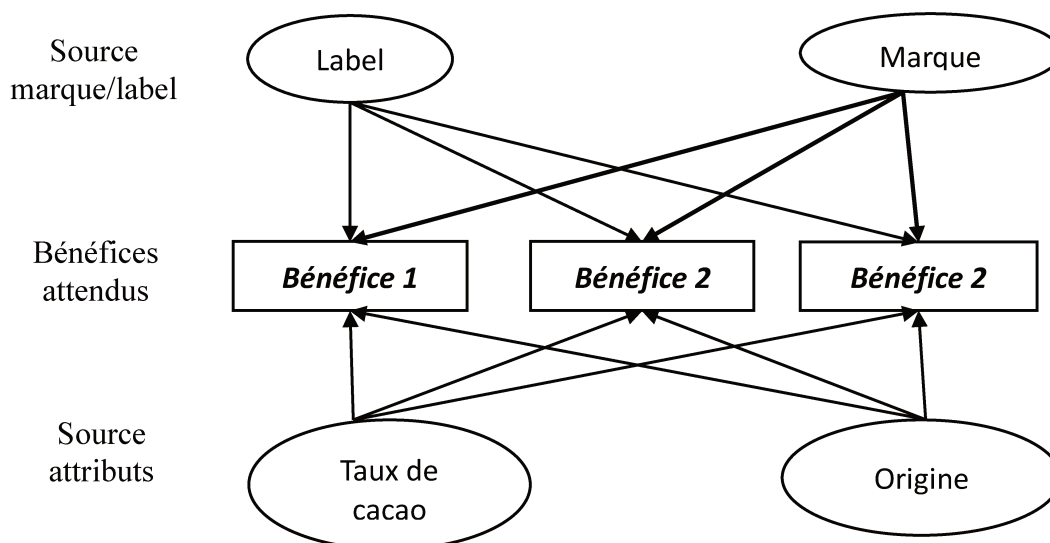 Source
marque/label
Label
Marque
Bénéfices
attendus
Bénéfice 1
Bénéfice 2
Bénéfice 2
Source
attributs
Taux de
cacao
Origine